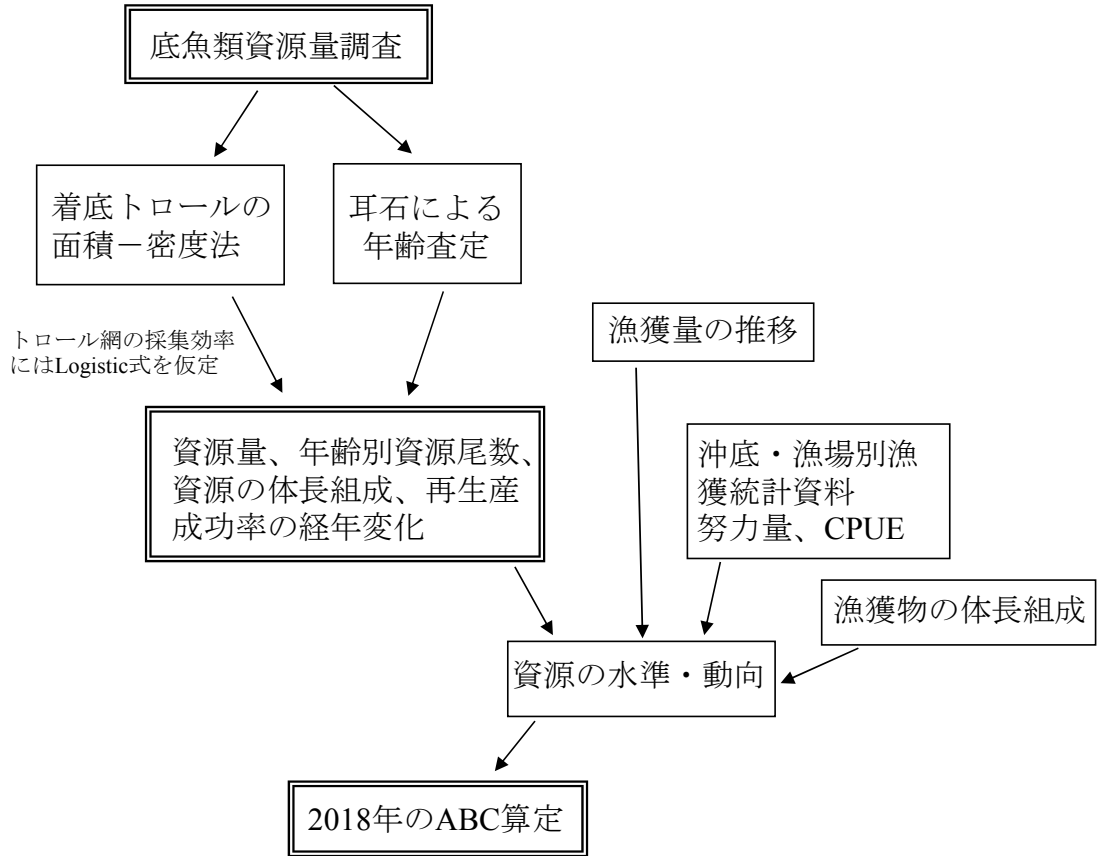 底魚類資源量調査
着底トロールの
面積－密度法
耳石による
年齢査定
トロール網の採集効率
にはLogistic式を仮定
漁獲量の推移
資源量、年齢別資源尾数、
資源の体長組成、再生産
成功率の経年変化
沖底・漁場別漁
獲統計資料
努力量、CPUE
漁獲物の体長組成
資源の水準・動向
2018年のABC算定